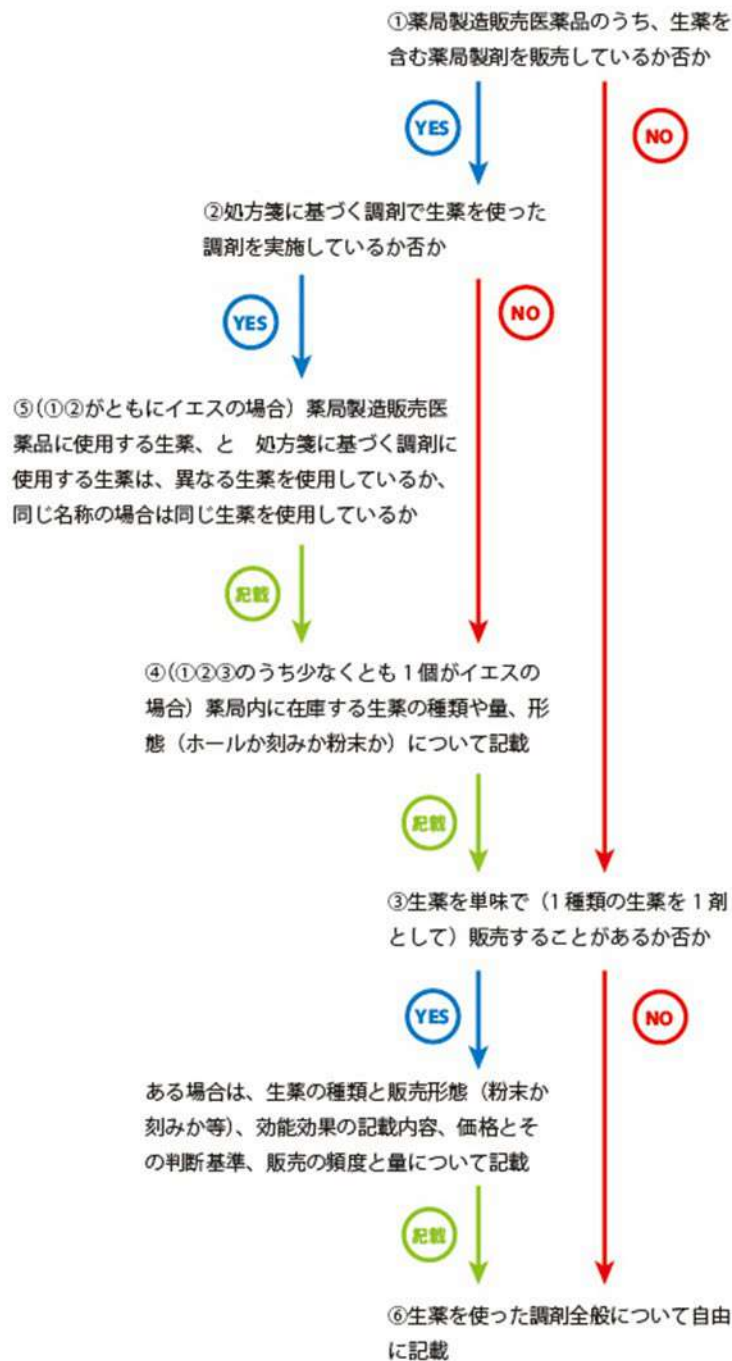 ①薬局製造販売医薬品のうち、生薬を
含む薬局製剤を販売しているか否か
YES
NO
②処方箋に基づく調剤で生薬を使った
調剤を実施しているか否か
YES
NO
⑤(①②がともにイエスの場合）薬局製造販売医
薬品に使用する生薬、と　処方箋に基づく調剤に
使用する生薬は、異なる生薬を使用しているか、
同じ名称の場合は同じ生薬を使用しているか
記載
④(①②③のうち少なくとも1個がイエスの
場合）薬局内に在庫する生薬の種類や量、形
態（ホールか刻みか粉末か）について記載
記載
③生薬を単味で（1種類の生薬を1剤
として）販売することがあるか否か
YES
NO
ある場合は、生薬の種類と販売形態（粉末か
刻みか等）、効能効果の記載内容、価格とそ
の判断基準、販売の頻度と量について記載
記載
⑥生薬を使った調剤全般について自由
に記載